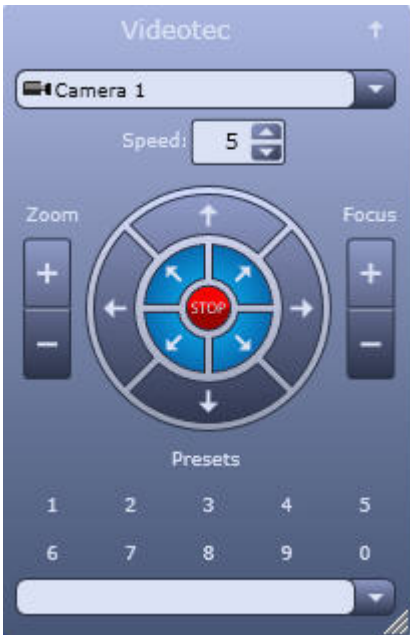 Videotec
Camera 1
Speed: 5
Zoom Focus
STOP
Presets
1 2 3 4 5
6 7 8 9 0